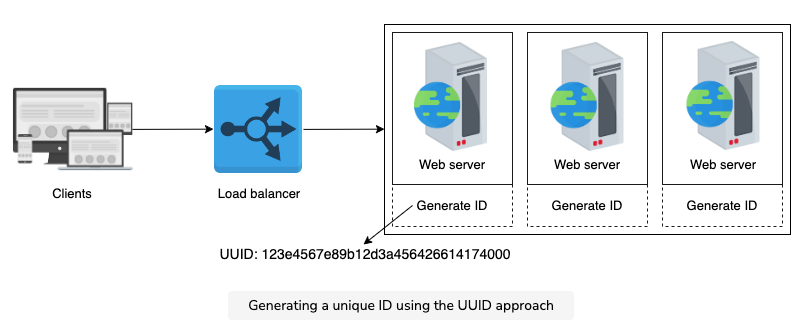 Clients
Load balancer
Web server
Web server
Web server
Generate ID
Generate ID
Generate ID
UUID: 123e4567e89b12d3a456426614174000
Generating a unique ID using the UUID approach